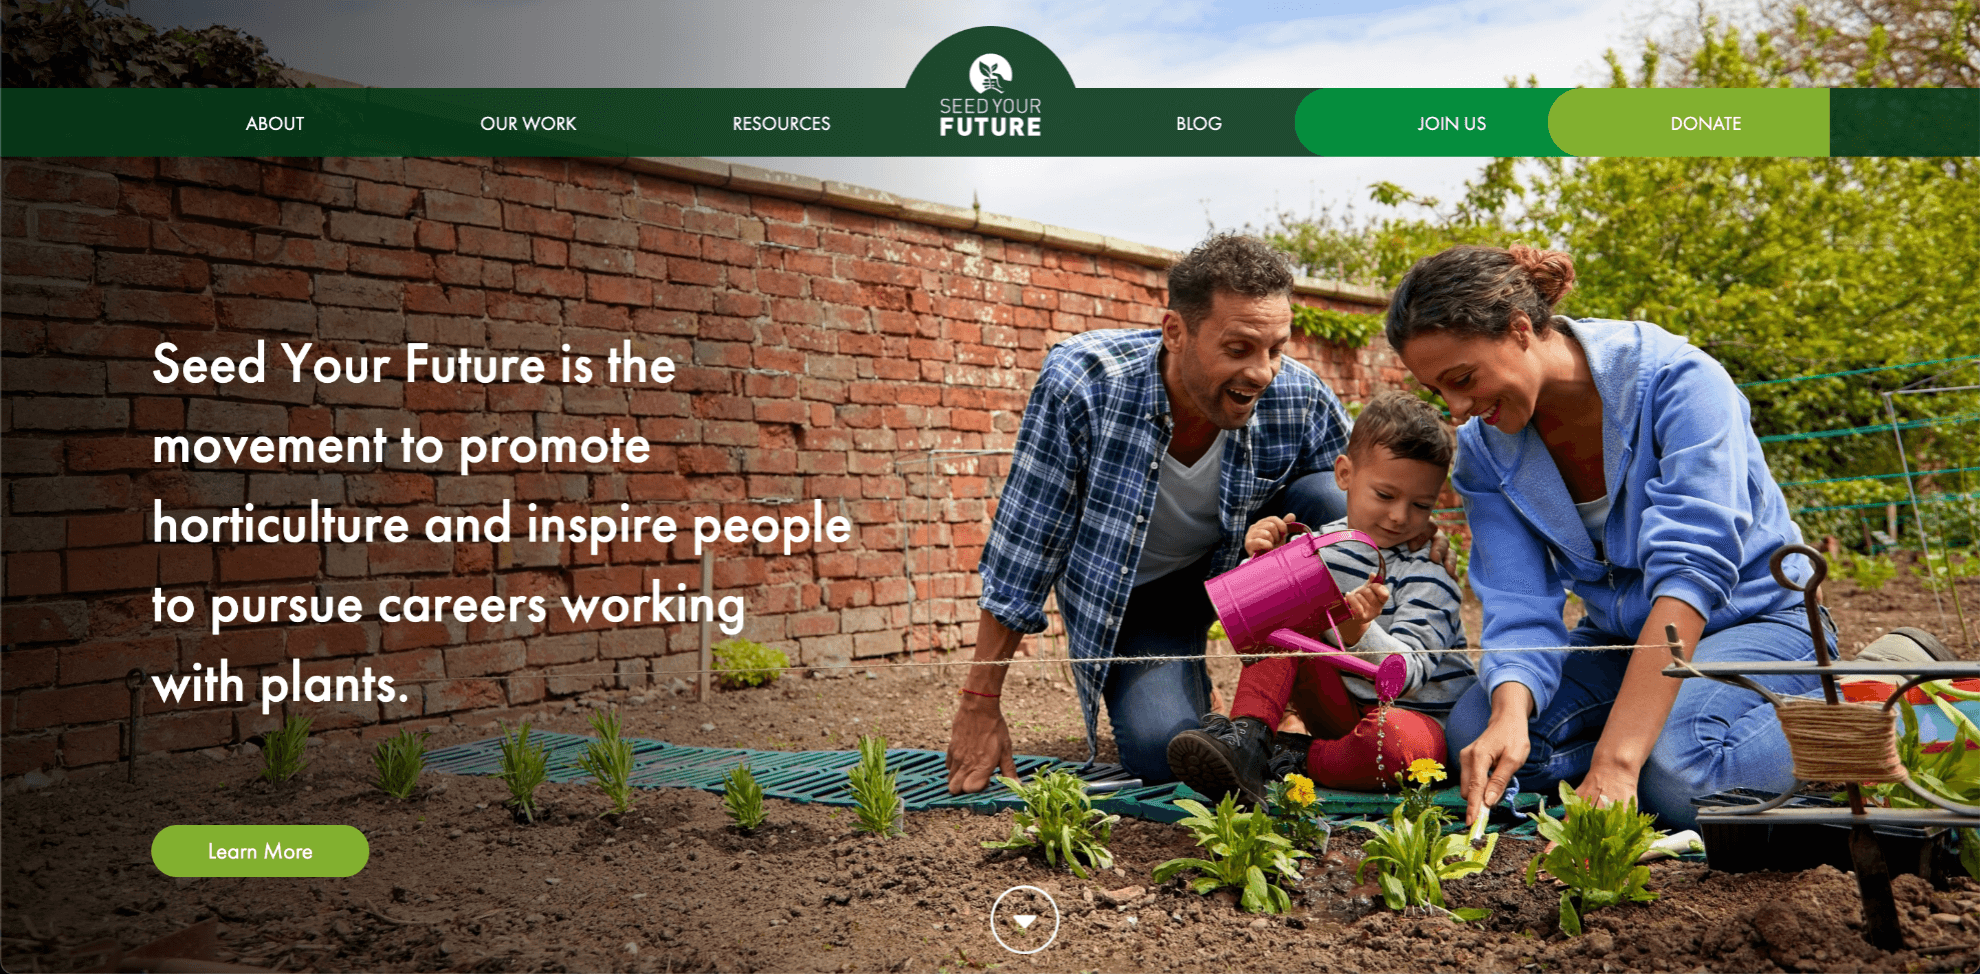 ABOUT
OUR WORK
RESOURCES
SEED YOUR
FUTURE
BLOG
JOIN US
DONATE
Seed Your Future is the
movement to promote
horticulture and inspire people
to pursue careers working
with plants.
Learn More